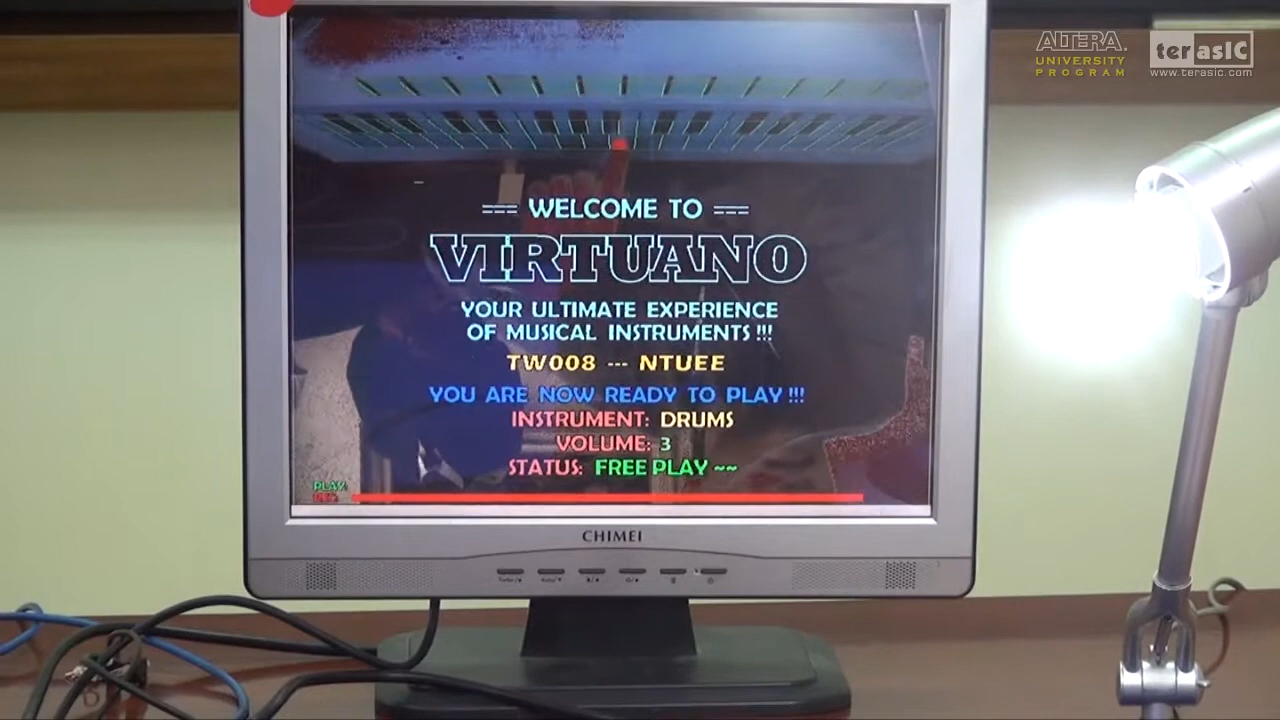 ALTERA.
UNIVERSITY
PROGRAM
terasIC
www.terasic.com
=== WELCOME TO ===
VIRTUANO
YOUR ULTIMATE EXPERIENCE
OF MUSICAL INSTRUMENTS !!!
TW008 --- NTUEE
YOU ARE NOW READY TO PLAY !!!
INSTRUMENT: DRUMS
VOLUME: 3
STATUS: FREE PLAY ~~
PLAY:
REC:
CHIMEI